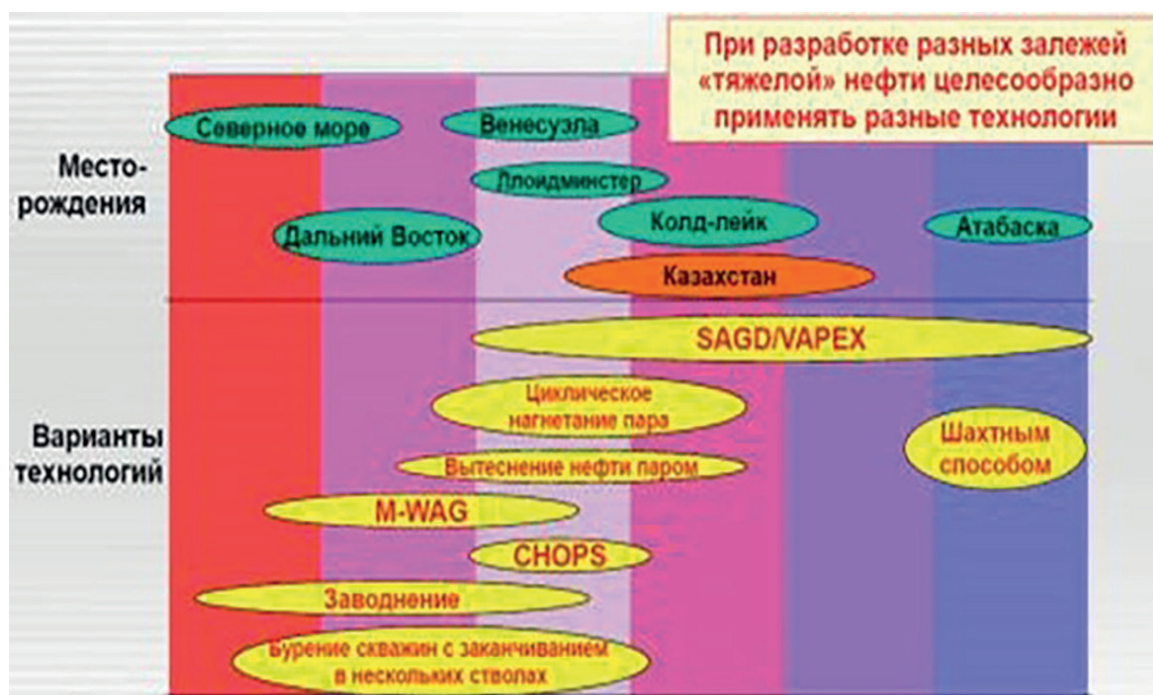 При разработке разных залежей
«тяжелой» нефти целесообразно
применять разные технологии
Место-
рождения
Северное море
Венесуэла
Ллоидминстер
Дальний Восток
Колд-лейк
Атабаска
Казахстан
Варианты
технологий
SAGD/VAPEX
Циклическое
нагнетание пара
Шахтным
способом
Вытеснение нефти паром
M-WAG
CHOPS
Заводнение
Бурение скважин с заканчиванием
в нескольких стволах